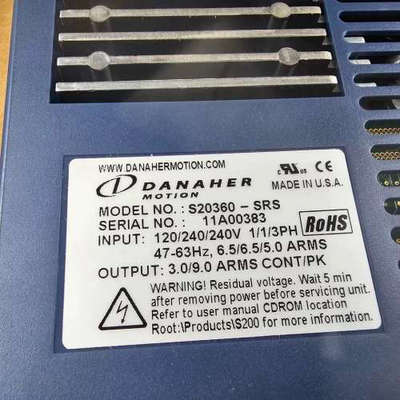 WWW.DANAHERMOTION.COM
DANAHER
MOTION
c UL us CE
MADE IN U.S.A.
MODEL NO.: S20360 - SRS
SERIAL NO.: 11A00383
RoHS
INPUT: 120/240/240V 1/1/3PH
47-63Hz, 6.5/6.5/5.0 ARMS
OUTPUT: 3.0/9.0 ARMS CONT/PK
WARNING! Residual voltage. Wait 5 min
after removing power before servicing unit.
Refer to user manual CDROM location
Root:\Products\S200 for more information.